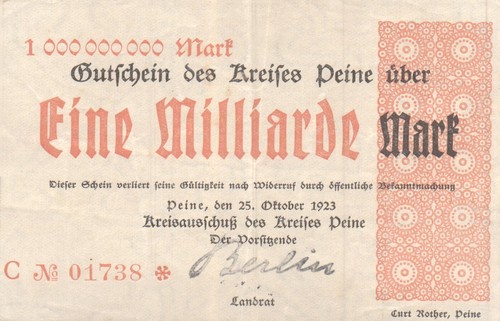 1 000 000 000 Mark
Gutschein des Kreises Peine über
Eine Milliarde Mark
Dieser Schein verliert seine Gültigkeit nach Widerruf durch öffentliche Bekanntmachung
Peine, den 25. Oktober 1923
Kreisausschuß des Kreises Peine
Der Vorsitzende
C № 01738 ✻
Berlin
Landrat
Curt Rother, Peine